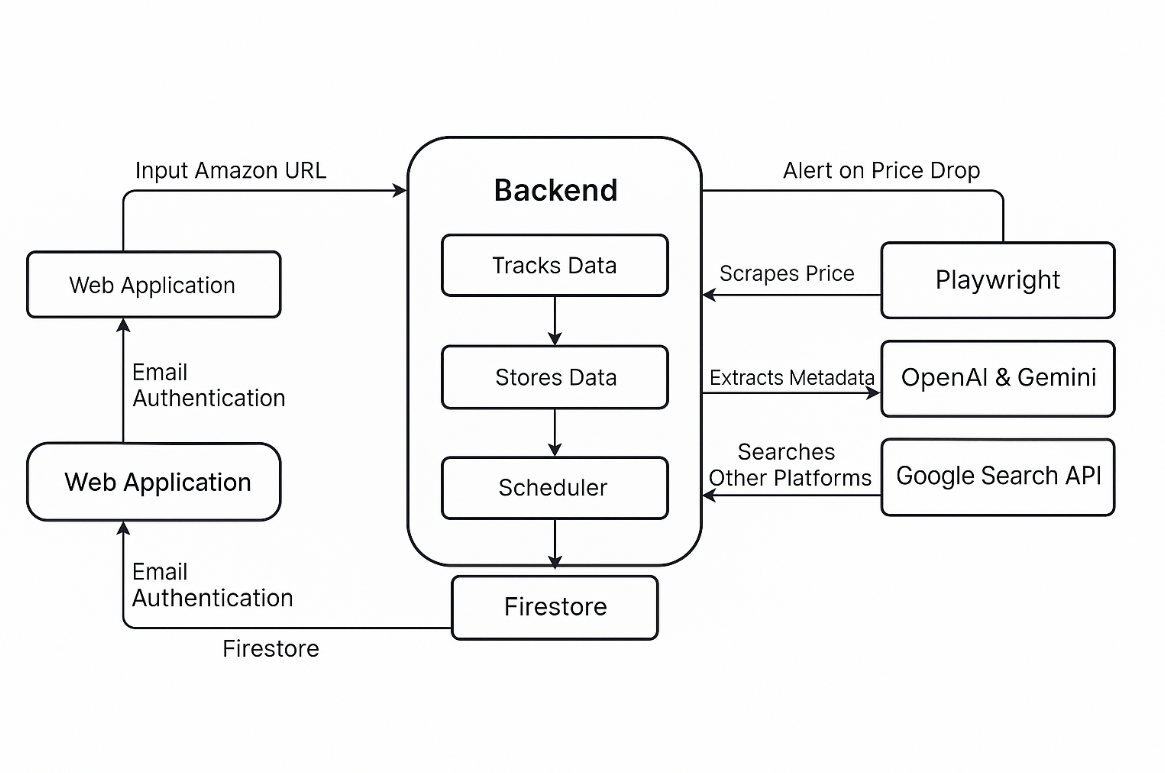 Input Amazon URL
Alert on Price Drop
Backend
Tracks Data
Web Application
Scrapes Price
Playwright
Email
Authentication
Stores Data
Extracts Metadata
OpenAI & Gemini
Web Application
Scheduler
Searches
Other Platforms
Google Search API
Email
Authentication
Firestore
Firestore